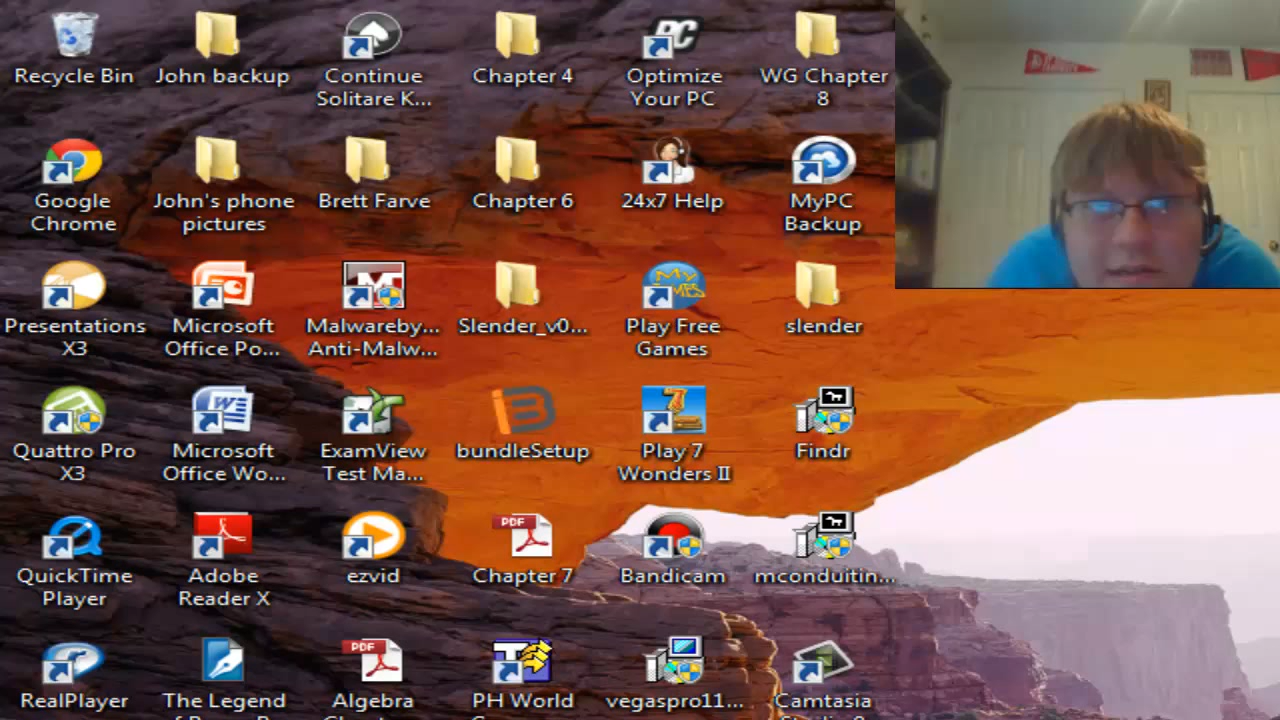 Recycle Bin
John backup
Continue
Solitare K...
Chapter 4
PC
Optimize
Your PC
WG Chapter
8
Google
Chrome
John's phone
pictures
Brett Farve
Chapter 6
24x7 Help
MyPC
Backup
Presentations
X3
Microsoft
Office Po...
Malwareby...
Anti-Malw...
Slender_v0...
Play Free
Games
slender
Quattro Pro
X3
Microsoft
Office Wo...
ExamView
Test Ma...
bundleSetup
Play 7
Wonders II
Findr
QuickTime
Player
Adobe
Reader X
ezvid
PDF
Chapter 7
Bandicam
mconduitin...
RealPlayer
The Legend
PDF
Algebra
PH World
vegaspro11...
Camtasia